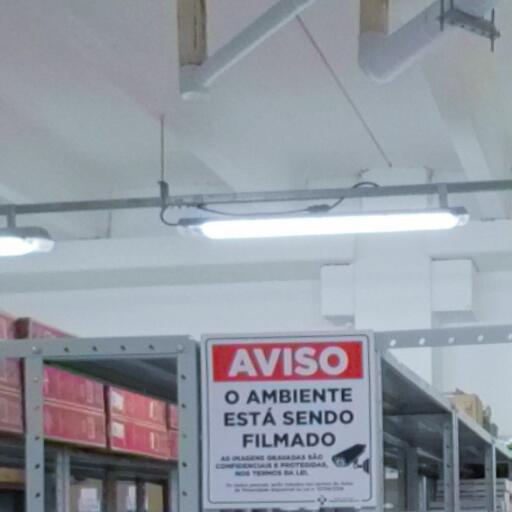 AVISO
O AMBIENTE
ESTÁ SENDO
FILMADO
AS IMAGENS GRAVADAS SÃO
CONFIDENCIAIS E PROTEGIDAS,
NOS TERMOS DA LEI.